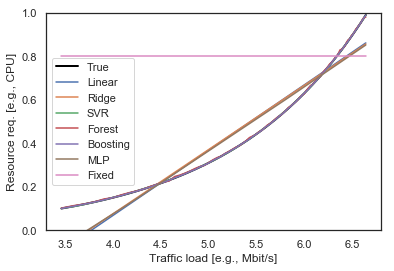 1.0
0.8
0.6
0.4
0.2
0.0
Resource req. [e.g., CPU]
True
Linear
Ridge
SVR
Forest
Boosting
MLP
Fixed
3.5 4.0 4.5 5.0 5.5 6.0 6.5
Traffic load [e.g., Mbit/s]